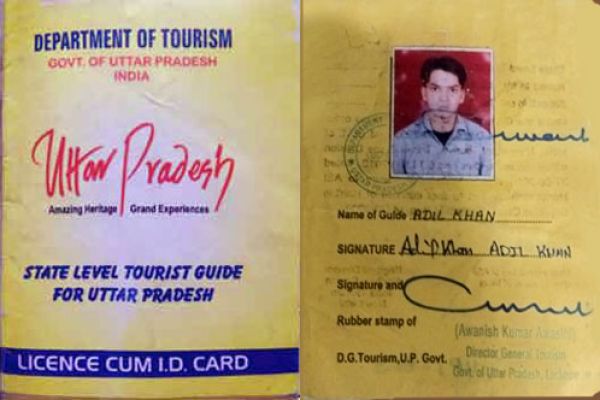 DEPARTMENT OF TOURISM
GOVT. OF UTTAR PRADESH
INDIA
Uttar Pradesh
Amazing Heritage Grand Experiences
STATE LEVEL TOURIST GUIDE
FOR UTTAR PRADESH
LICENCE CUM I.D. CARD
Name of Guide ADIL KHAN
SIGNATURE Adil Khan ADIL KHAN
Signature and
Rubber stamp of
(Awanish Kumar Awasthi)
Director General Tourism
D.G.Tourism,U.P. Govt.
Govt. of Uttar Pradesh, Lucknow